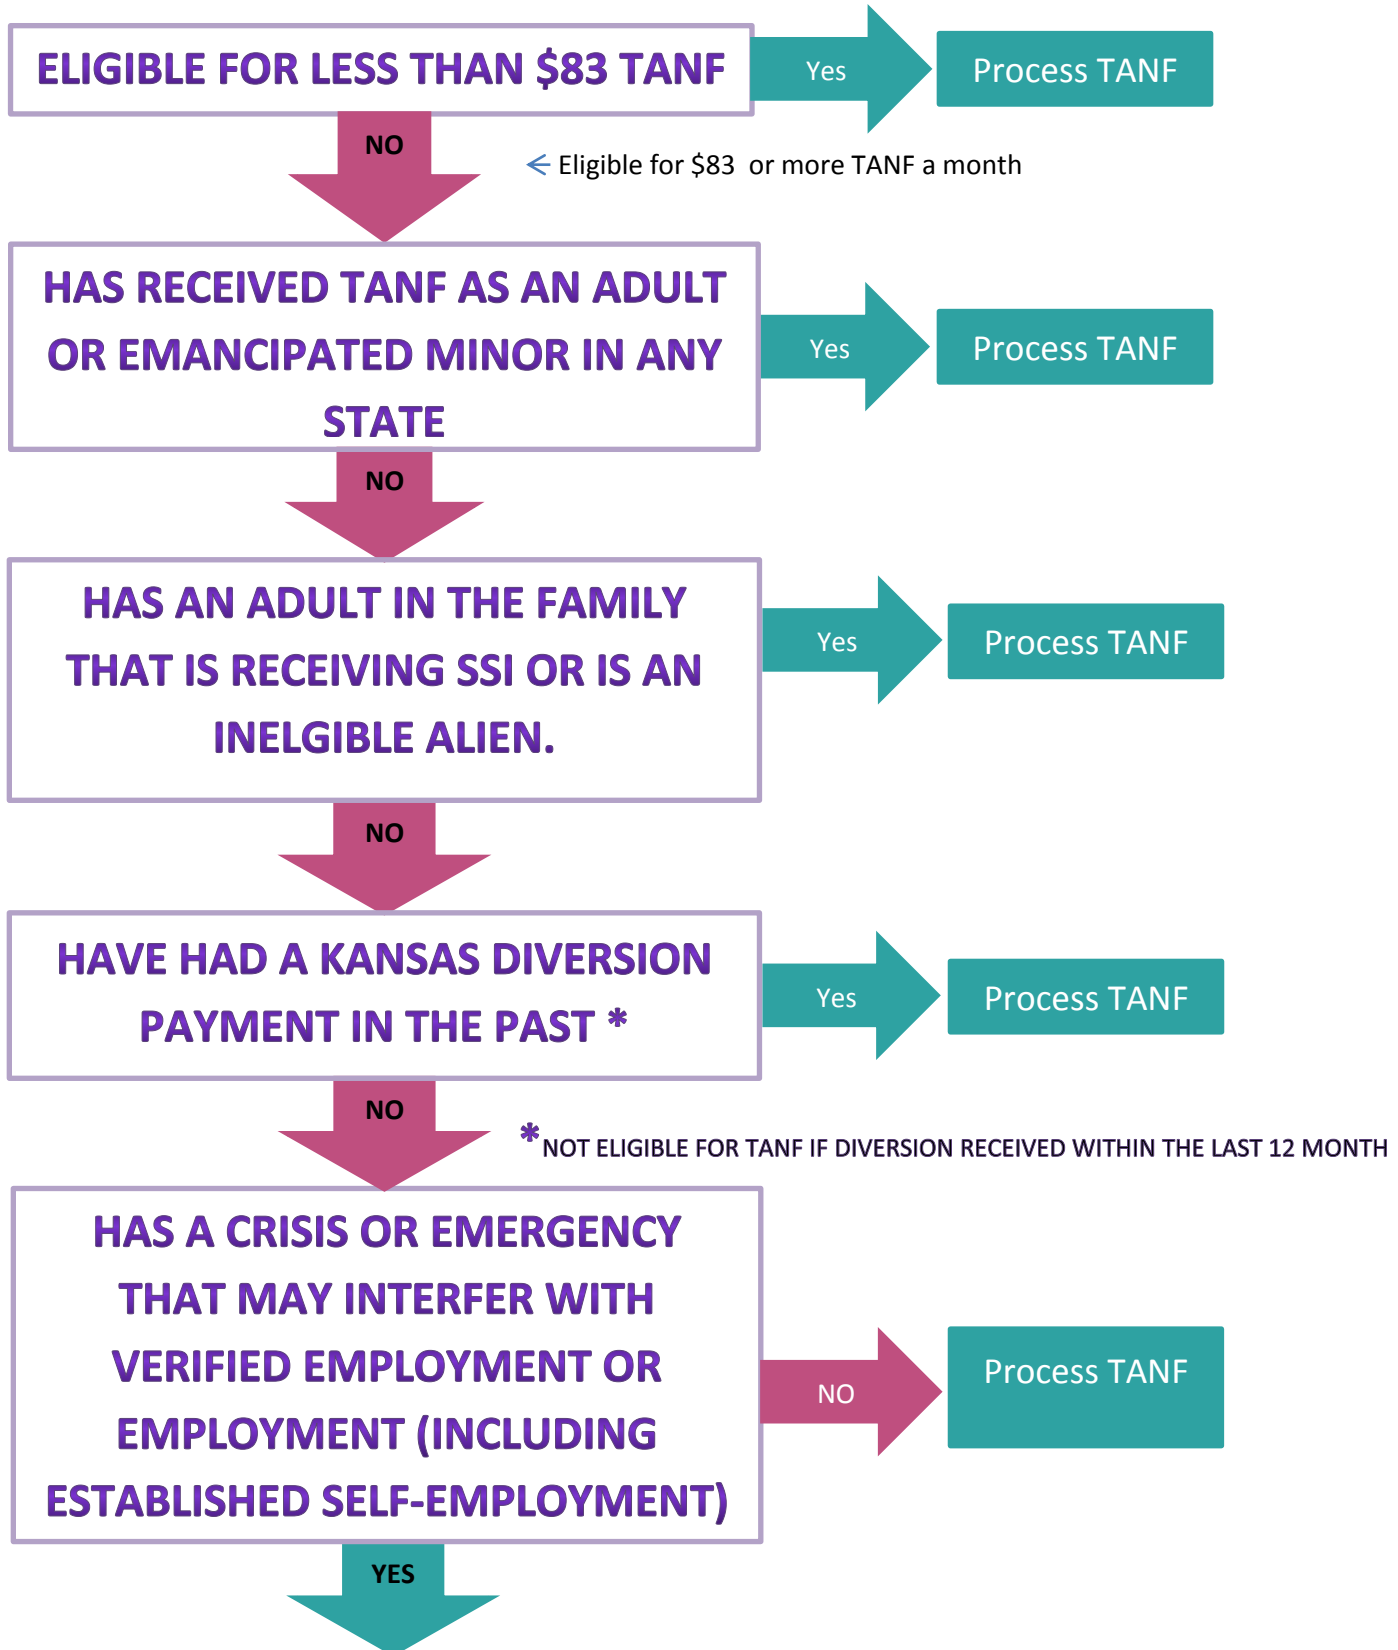 ELIGIBLE FOR LESS THAN $83 TANF
Yes
Process TANF
NO
Eligible for $83 or more TANF a month
HAS RECEIVED TANF AS AN ADULT
OR EMANCIPATED MINOR IN ANY
STATE
Yes
Process TANF
NO
HAS AN ADULT IN THE FAMILY
THAT IS RECEIVING SSI OR IS AN
INELGIBLE ALIEN.
Yes
Process TANF
NO
HAVE HAD A KANSAS DIVERSION
PAYMENT IN THE PAST *
Yes
Process TANF
NO
*NOT ELIGIBLE FOR TANF IF DIVERSION RECEIVED WITHIN THE LAST 12 MONTH
HAS A CRISIS OR EMERGENCY
THAT MAY INTERFER WITH
VERIFIED EMPLOYMENT OR
EMPLOYMENT (INCLUDING
ESTABLISHED SELF-EMPLOYMENT)
NO
Process TANF
YES